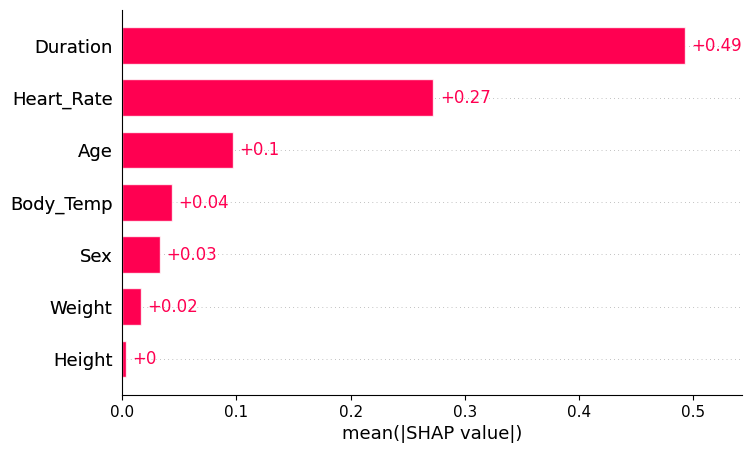 Duration +0.49
Heart_Rate +0.27
Age +0.1
Body_Temp +0.04
Sex +0.03
Weight +0.02
Height +0
0.0 0.1 0.2 0.3 0.4 0.5
mean(|SHAP value|)